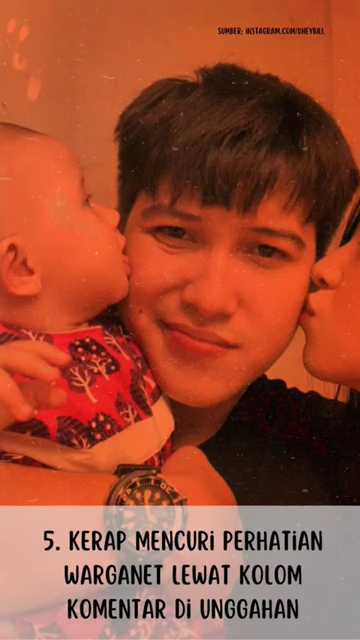 SUMBER: INSTAGRAM.COM/DHEYBILL
5. KERAP MENCURI PERHATIAN
WARGANET LEWAT KOLOM
KOMENTAR DI UNGGAHAN